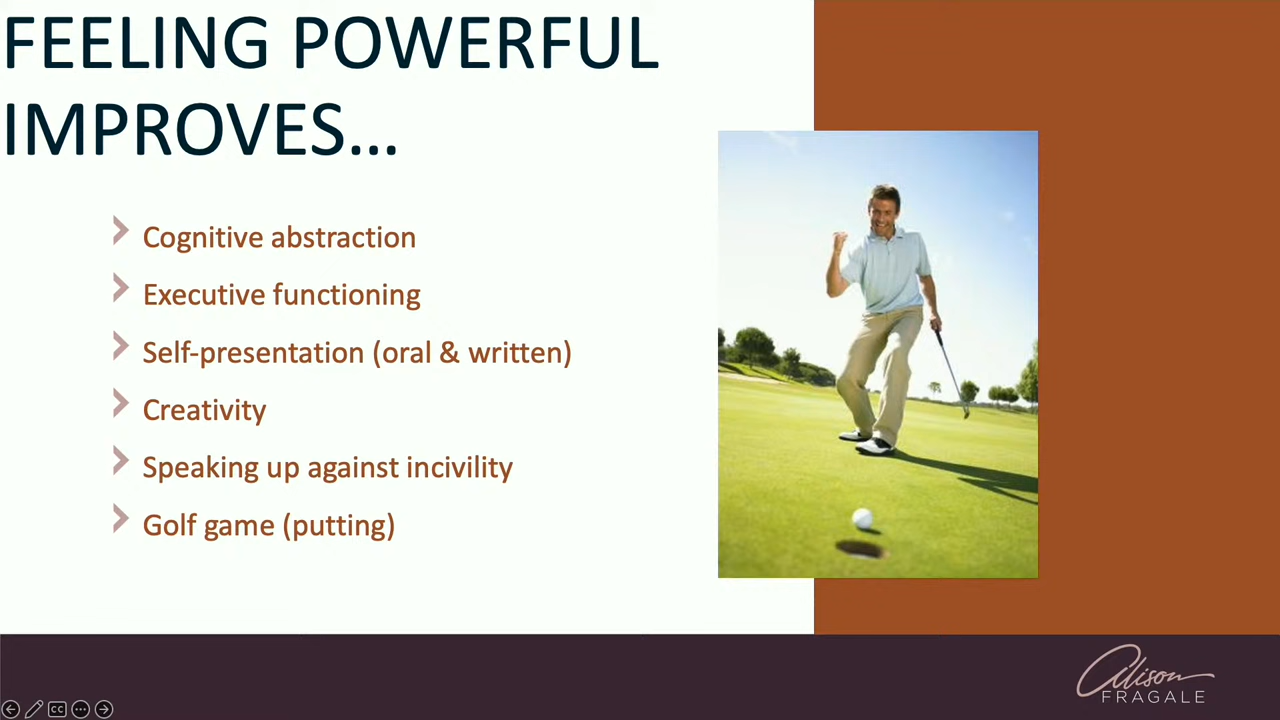 FEELING POWERFUL
IMPROVES...
Cognitive abstraction
Executive functioning
Self-presentation (oral & written)
Creativity
Speaking up against incivility
Golf game (putting)
Alison
FRAGALE
CC